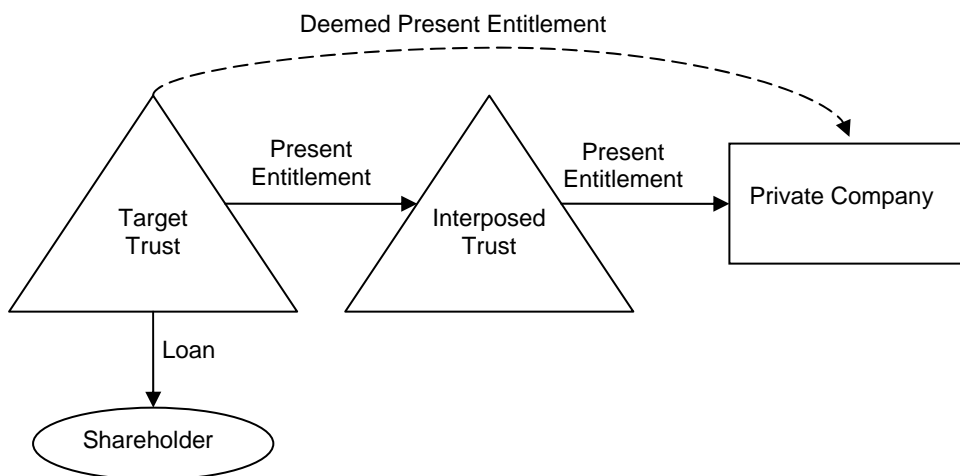 Deemed Present Entitlement
Present
Entitlement
Present
Entitlement
Target
Trust
Interposed
Trust
Private Company
Loan
Shareholder